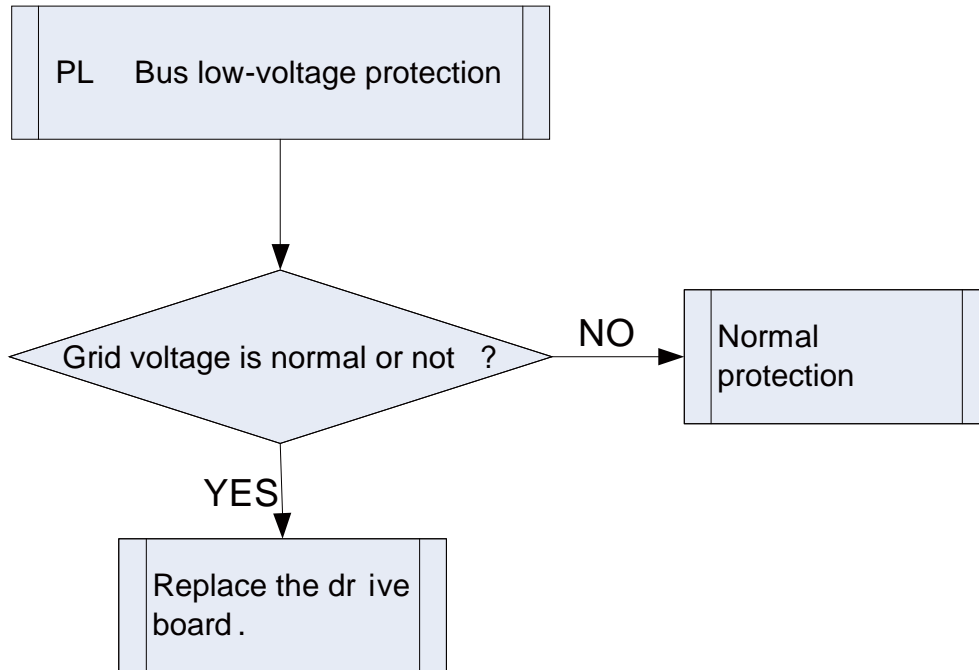 PL Bus low-voltage protection
Grid voltage is normal or not ?
NO
Normal
protection
YES
Replace the dr ive
board .